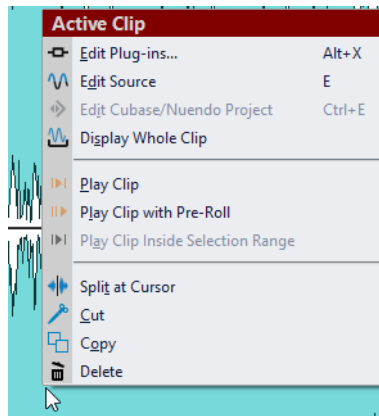 Active Clip
Edit Plug-ins... Alt+X
Edit Source E
Edit Cubase/Nuendo Project Ctrl+E
Display Whole Clip
Play Clip
Play Clip with Pre-Roll
Play Clip Inside Selection Range
Split at Cursor
Cut
Copy
Delete